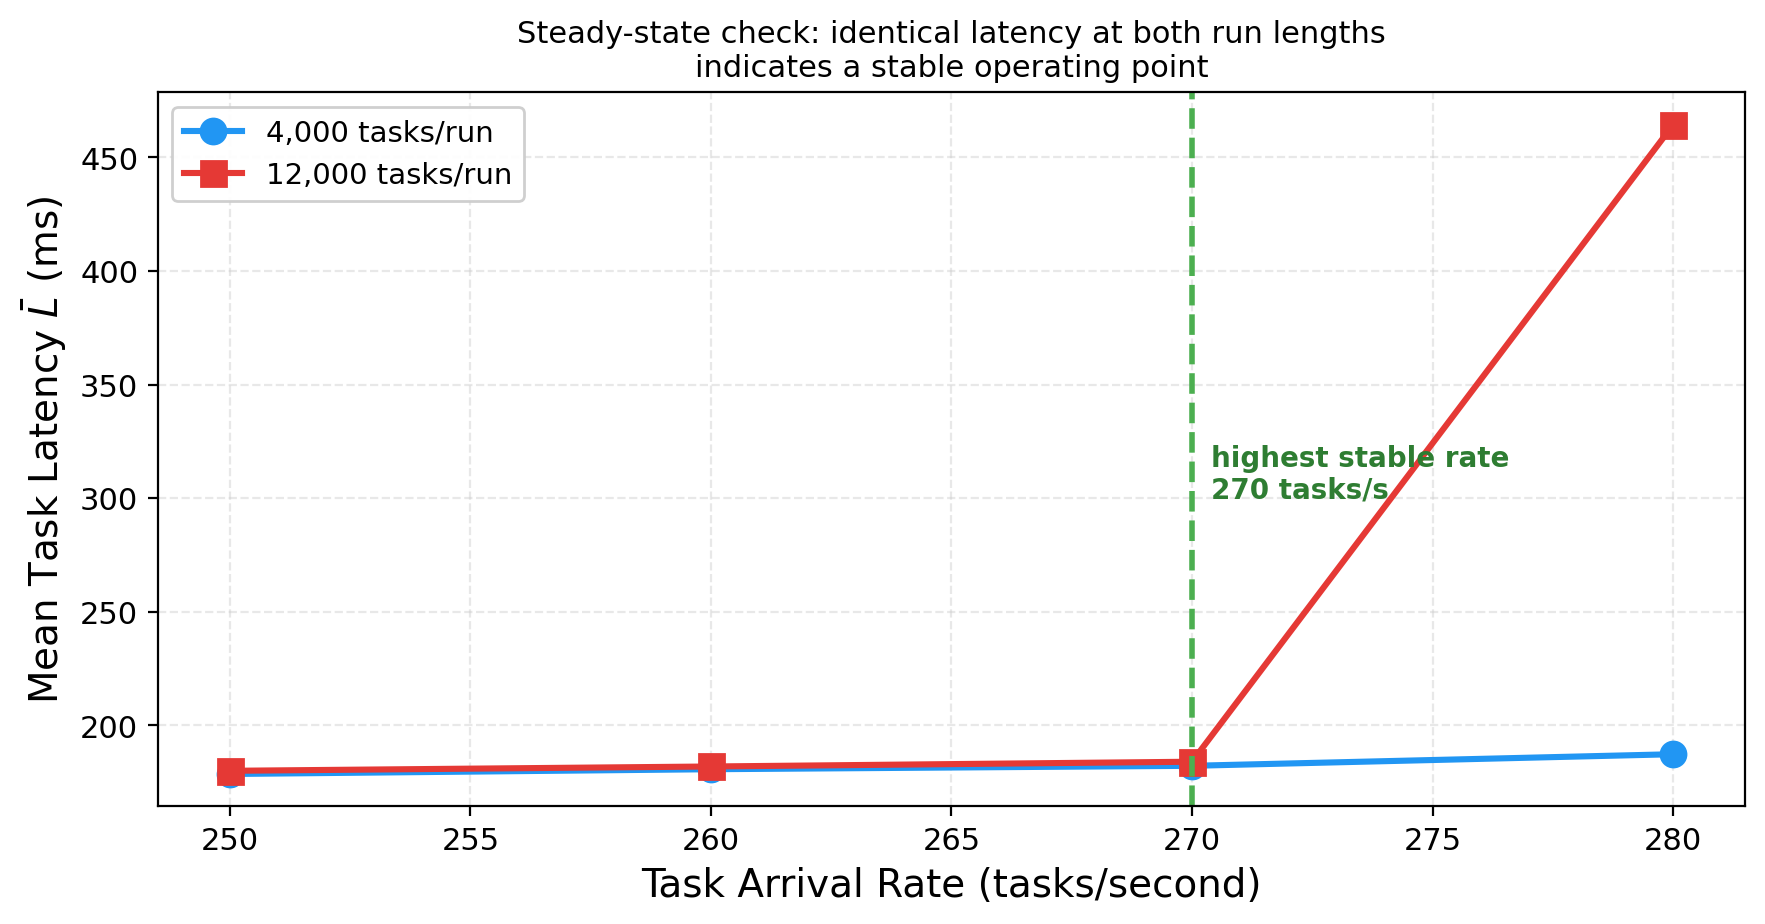 Steady-state check: identical latency at both run lengths
indicates a stable operating point
4,000 tasks/run
12,000 tasks/run
Mean Task Latency L̄ (ms)
450
400
350
300
250
200
highest stable rate
270 tasks/s
250
255
260
265
270
275
280
Task Arrival Rate (tasks/second)